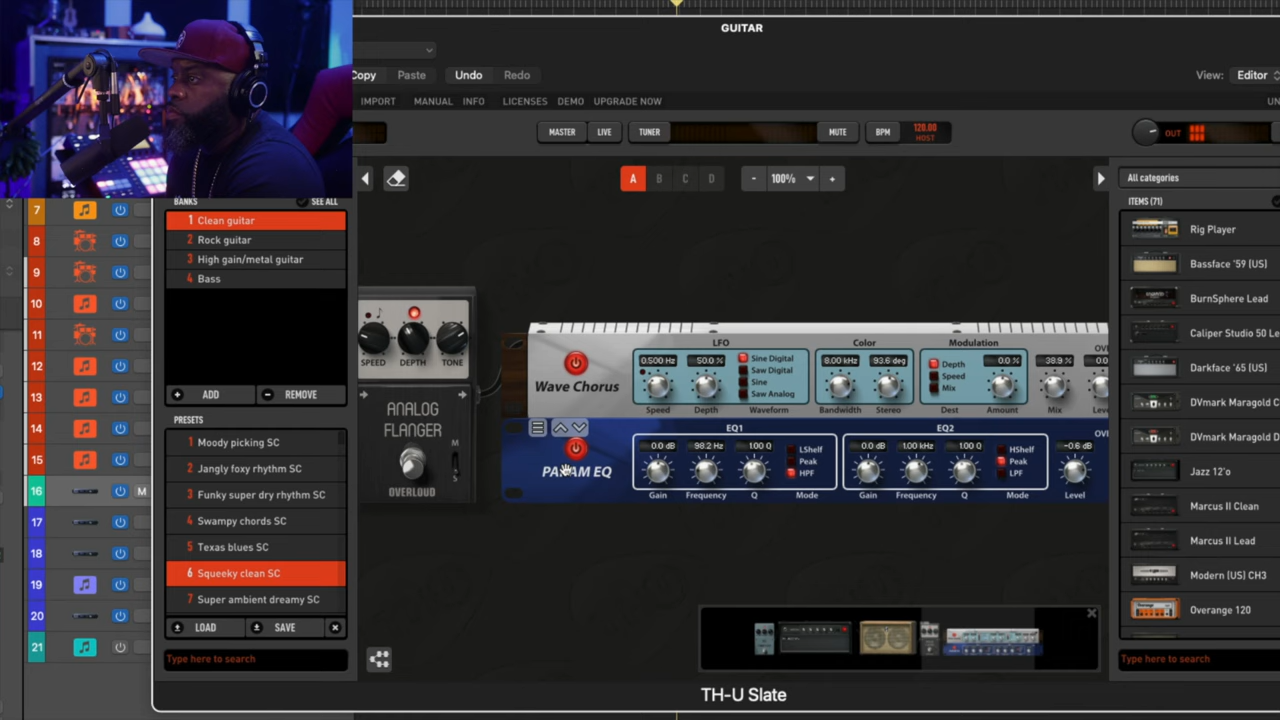 GUITAR
Copy Paste Undo Redo View: Editor
IMPORT MANUAL INFO LICENSES DEMO UPGRADE NOW
MASTER LIVE TUNER MUTE BPM 120.00 HOST OUT
A B C D - 100% + All categories
BANKS SEE ALL
ITEMS (71)
1 Clean guitar
2 Rock guitar
3 High gain/metal guitar
4 Bass
ADD REMOVE
PRESETS
1 Moody picking SC
2 Jangly foxy rhythm SC
3 Funky super dry rhythm SC
4 Swampy chords SC
5 Texas blues SC
6 Squeeky clean SC
7 Super ambient dreamy SC
LOAD SAVE
Type here to search
7
8
9
10
11
12
13
14
15
16 M
17
18
19
20
21
SPEED DEPTH TONE
ANALOG
FLANGER
M
S
OVERLOUD
Wave Chorus
LFO Color Modulation
0.500 Hz 50.0 % Sine Digital Saw Digital Sine Saw Analog
8.00 kHz 93.6 deg Depth Speed Mix 0.0 % 38.9 %
Speed Depth Waveform Bandwidth Stereo Dest Amount Mix
PARAM EQ
EQ1 EQ2
0.0 dB 98.2 Hz 1.00 Q LShelf Peak HPF
0.0 dB 1.00 kHz 1.00 Q HShelf Peak LPF -0.6 dB
Gain Frequency Q Mode Gain Frequency Q Mode Level
Rig Player
Bassface '59 (US)
BurnSphere Lead
Caliper Studio 50 Le
Darkface '65 (US)
DVmark Maragold C
DVmark Maragold D
Jazz 12'o
Marcus II Clean
Marcus II Lead
Modern (US) CH3
Overange 120
Type here to search
TH-U Slate